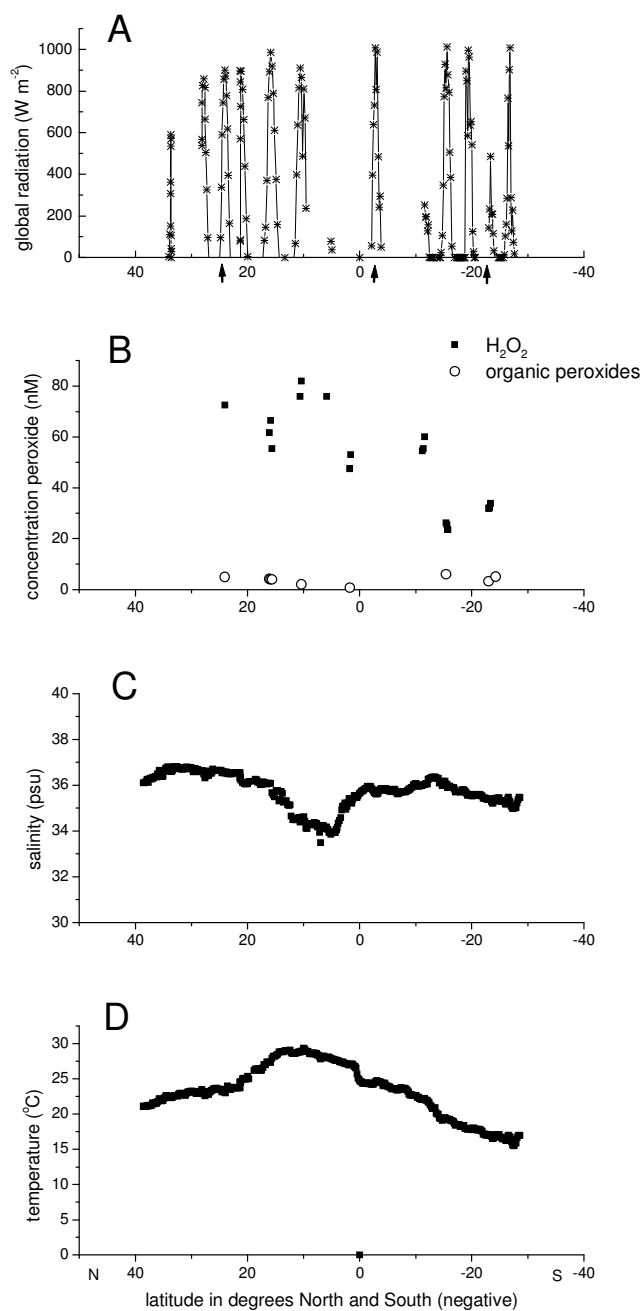 A
global radiation (W m⁻²)
1000
800
600
400
200
0
40 20 0 -20 -40
B
H₂O₂
organic peroxides
concentration peroxide (nM)
80
60
40
20
0
40 20 0 -20 -40
C
salinity (psu)
40
38
36
34
32
30
40 20 0 -20 -40
D
temperature (°C)
30
25
20
15
10
5
0
N 40 20 0 -20 S -40
latitude in degrees North and South (negative)